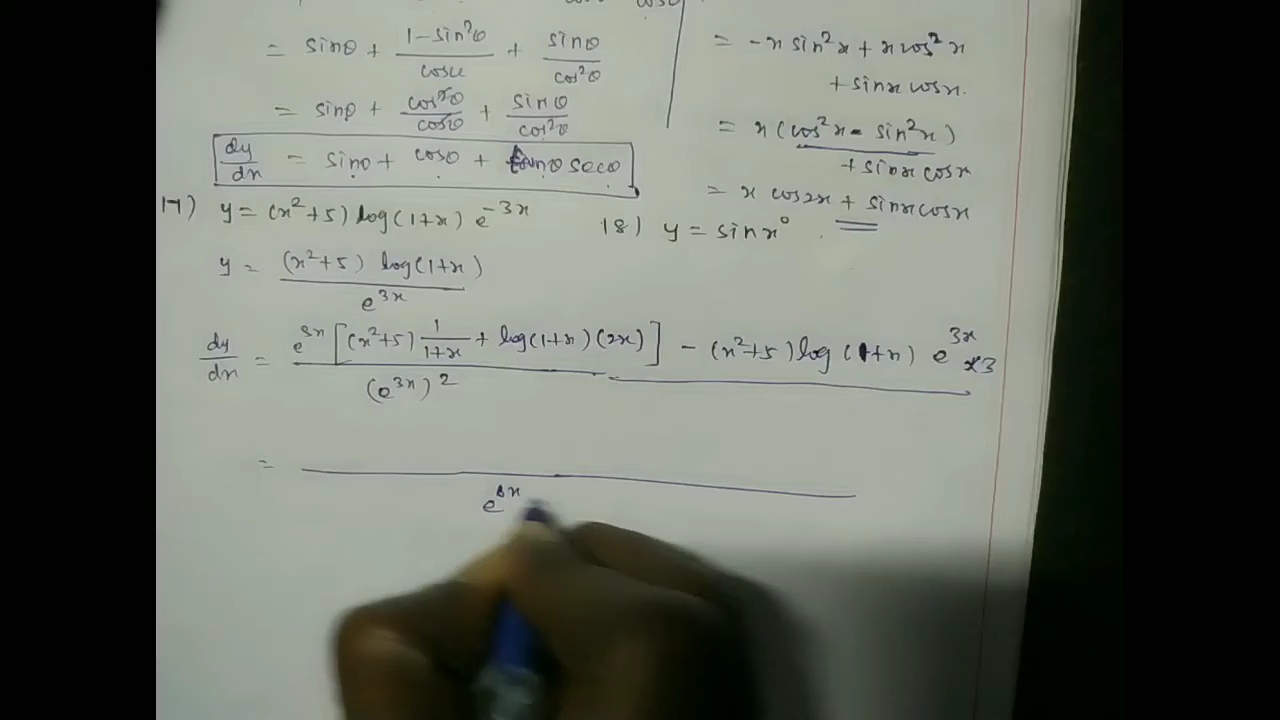 = sinθ + (1-sin²θ)/cosθ + sinθ/cos²θ
= sinθ + cos²θ/cosθ + sinθ/cos²θ
dy/dx = sinθ + cosθ + tanθ secθ
= -x sin²x + x cos²x
+ sinx cosx.
= x (cos²x - sin²x)
+ sinx cosx
= x cos2x + sinx cosx
17) y = (x²+5) log(1+x) e^-3x
y = (x²+5) log(1+x) / e^3x
dy/dx = e^3x [(x²+5) 1/(1+x) + log(1+x) (2x)] - (x²+5) log(1+x) e^3x ×3 / (e^3x)²
= / e^3x
18) y = sinx°